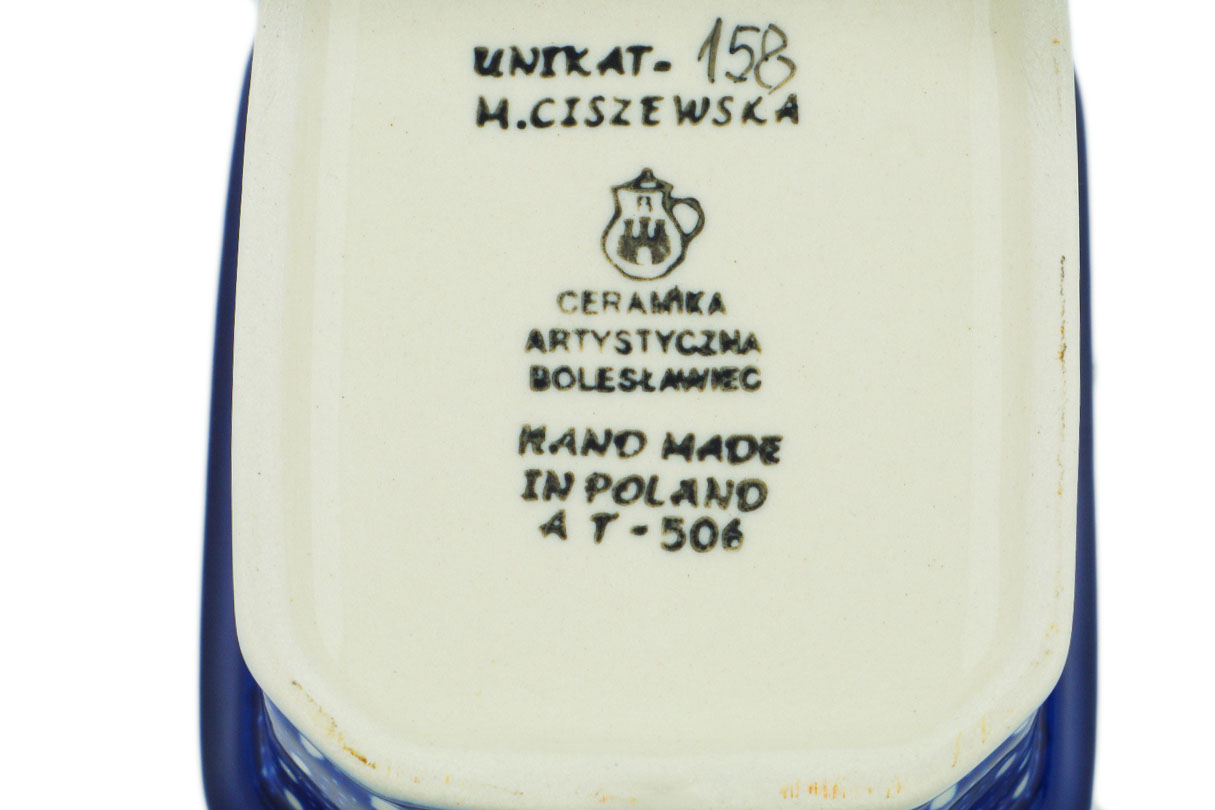 UNIKAT- 158
M.CISZEWSKA
CERAMIKA
ARTYSTYCZNA
BOLESŁAWIEC
HAND MADE
IN POLAND
A T - 506